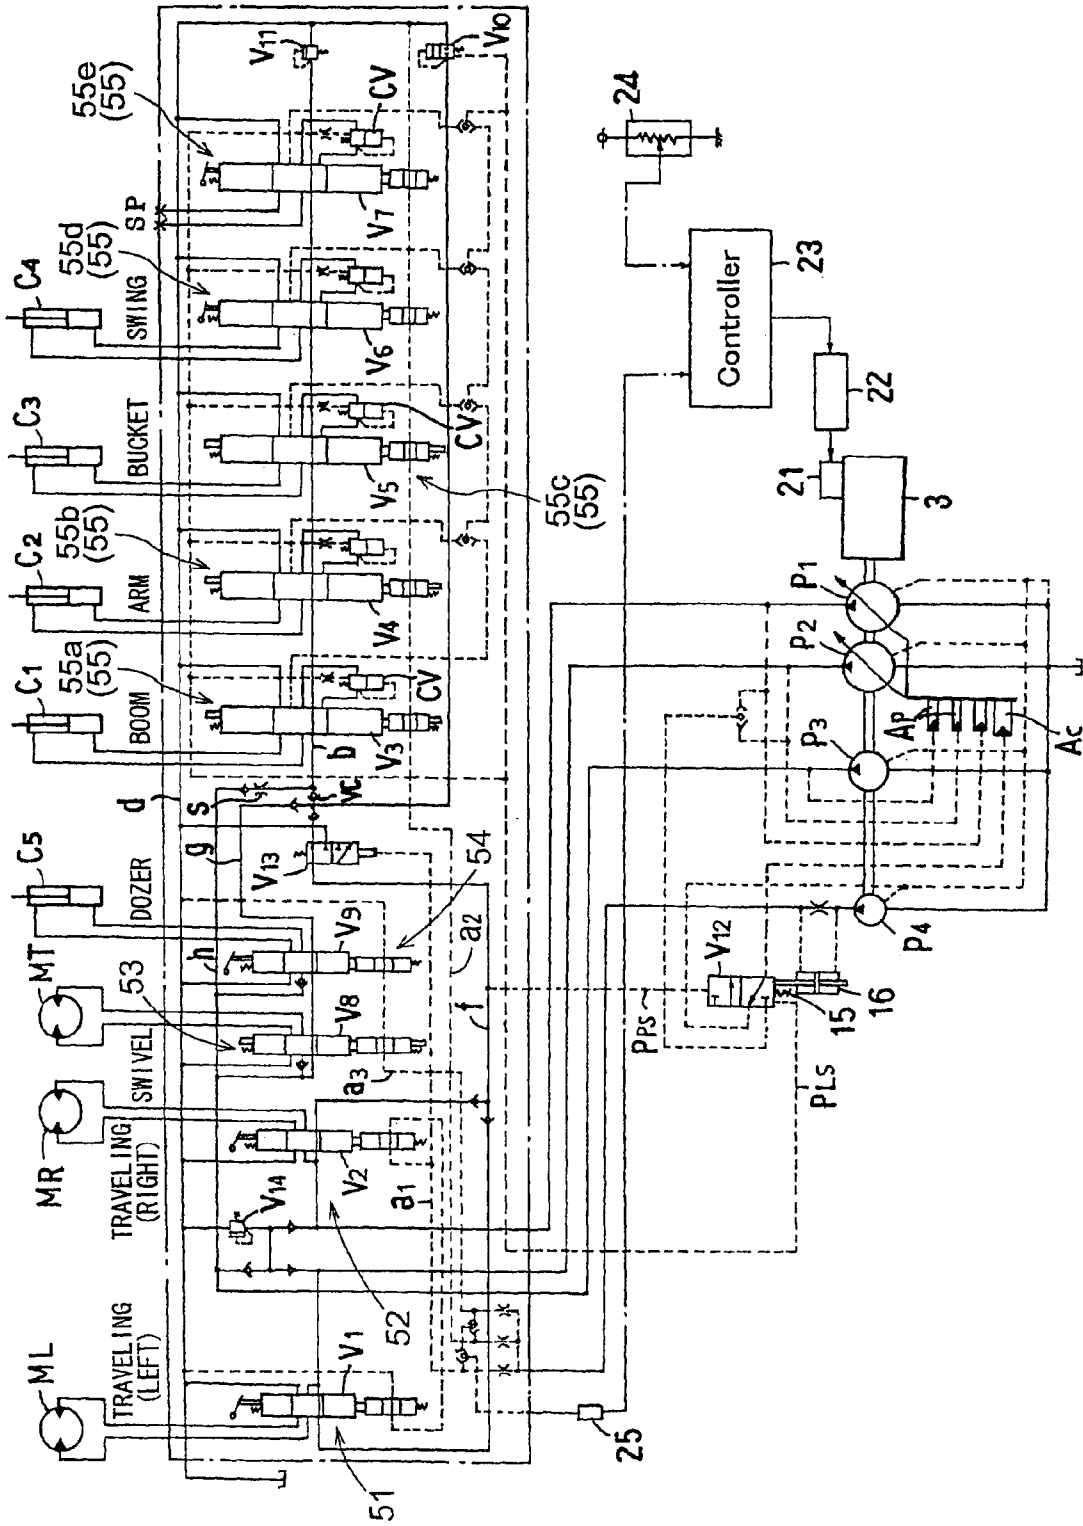 ML
TRAVELING
(LEFT)
MR
TRAVELING
(RIGHT)
MT
SWIVEL
C5
DOZER
C1
BOOM
C2
ARM
C3
BUCKET
C4
SWING
SP
55a
(55)
55b
(55)
55c
(55)
55d
(55)
55e
(55)
51
52
53
54
V1
V2
V3
V4
V5
V6
V7
V8
V9
V10
V11
V12
V13
V14
CV
CV
CV
VC
a1
a2
a3
b
d
f
g
h
s
PPS
PLS
15
16
P1
P2
P3
P4
AP
AC
3
21
22
23
24
25
Controller